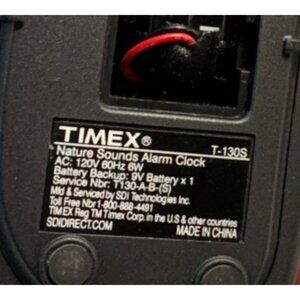 TIMEX® T-130S
Nature Sounds Alarm Clock
AC: 120V 60Hz 6W
Battery Backup: 9V Battery x 1
Service Nbr: T130-A-B-(S)
Mfd & Serviced by SDI Technologies Inc.
Toll Free Nbr1-800-888-4491
TIMEX Reg TM Timex Corp. in the U.S & other countries
SDIDIRECT.COM MADE IN CHINA